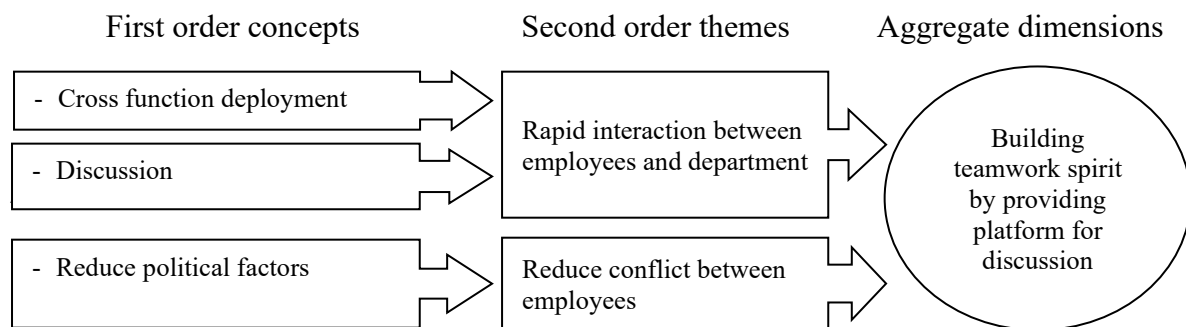 First order concepts
Second order themes
Aggregate dimensions
- Cross function deployment
- Discussion
- Reduce political factors
Rapid interaction between
employees and department
Reduce conflict between
employees
Building
teamwork spirit
by providing
platform for
discussion